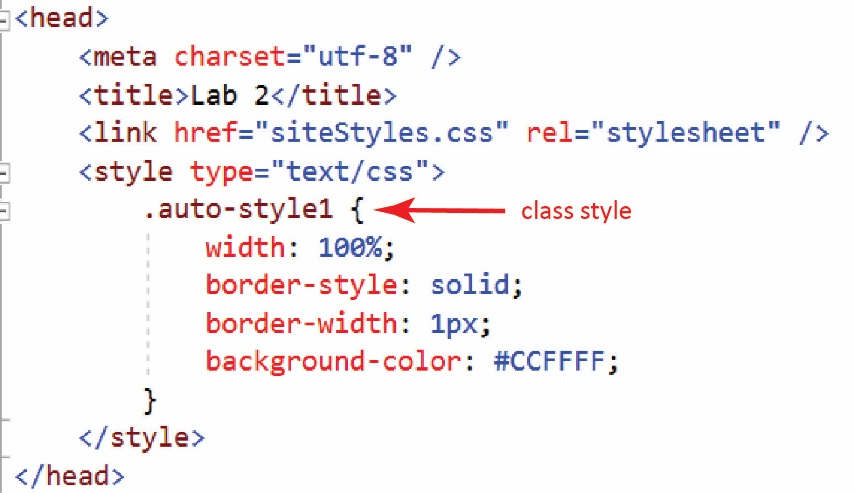 <head>
<meta charset="utf-8" />
<title>Lab 2</title>
<link href="siteStyles.css" rel="stylesheet" />
<style type="text/css">
.auto-style1 { class style
width: 100%;
border-style: solid;
border-width: 1px;
background-color: #CCFFFF;
}
</style>
</head>